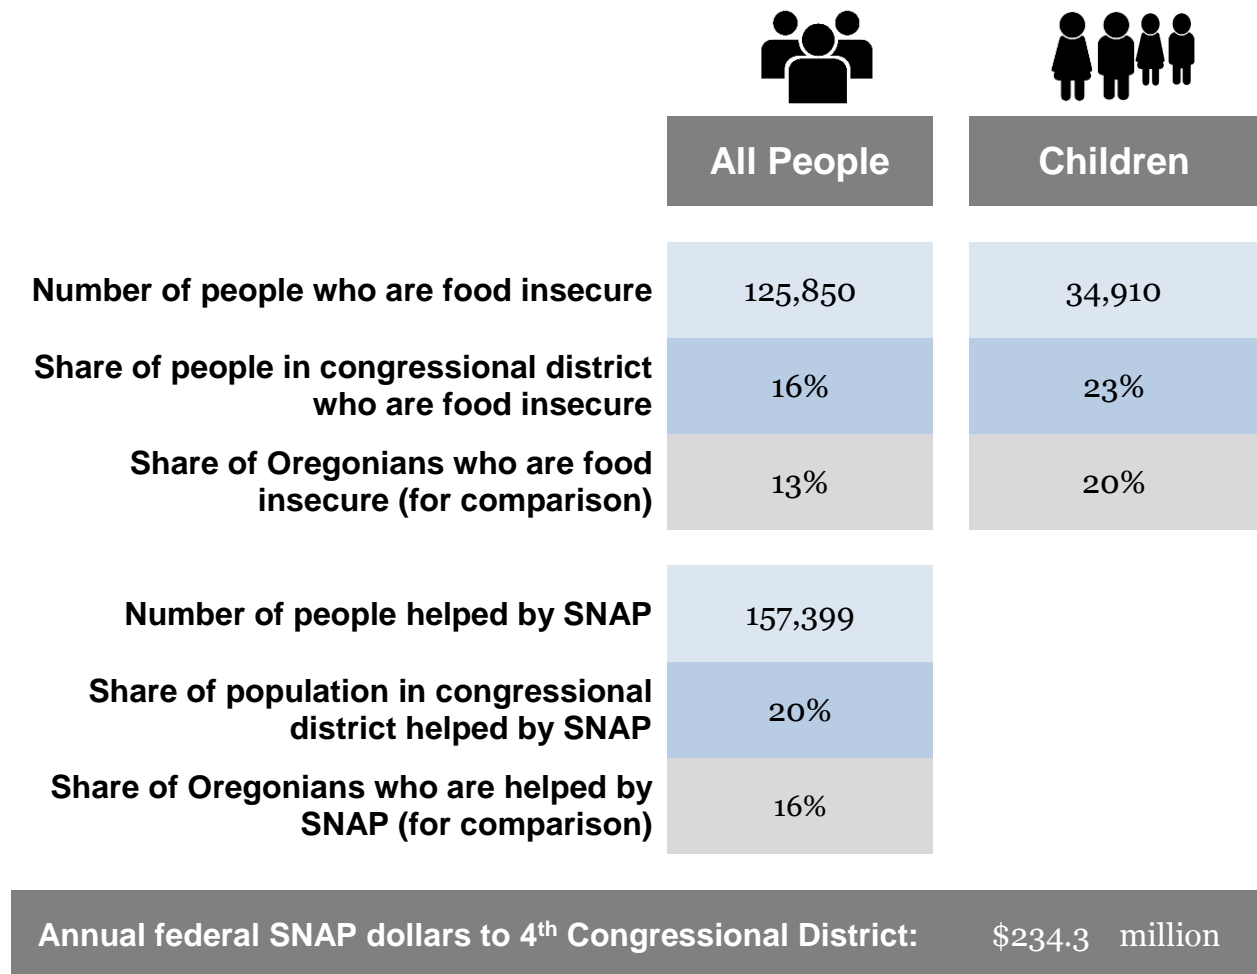 All People Children
Number of people who are food insecure 125,850 34,910
Share of people in congressional district
who are food insecure 16% 23%
Share of Oregonians who are food
insecure (for comparison) 13% 20%
Number of people helped by SNAP 157,399
Share of population in congressional
district helped by SNAP 20%
Share of Oregonians who are helped by
SNAP (for comparison) 16%
Annual federal SNAP dollars to 4th Congressional District: $234.3 million